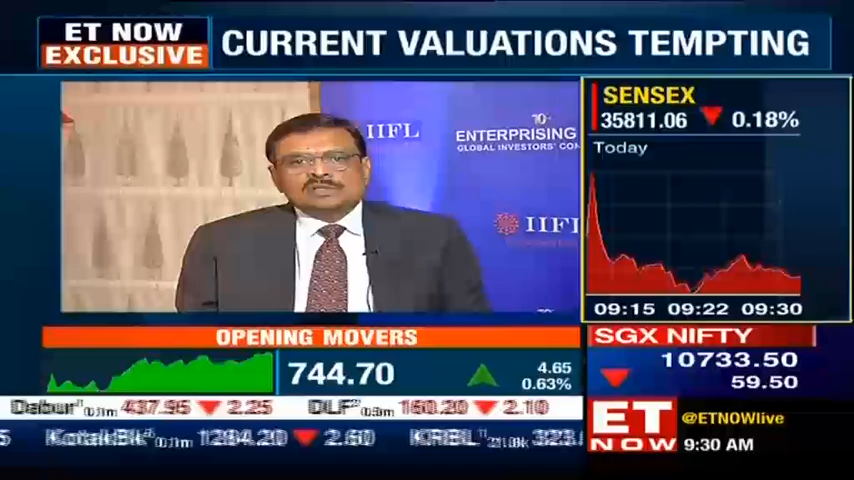 ET NOW
EXCLUSIVE
CURRENT VALUATIONS TEMPTING
IIFL
ENTERPRISING
GLOBAL INVESTORS' CON
IIFL
SENSEX
35811.06 0.18%
Today
09:15 09:22 09:30
OPENING MOVERS
744.70
4.65
0.63%
SGX NIFTY
10733.50
59.50
Dabur 437.95 2.25 DLF 160.20 2.10
KotakBk 1284.20 2.60 KRBL
ET
NOW
@ETNOWlive
9:30 AM